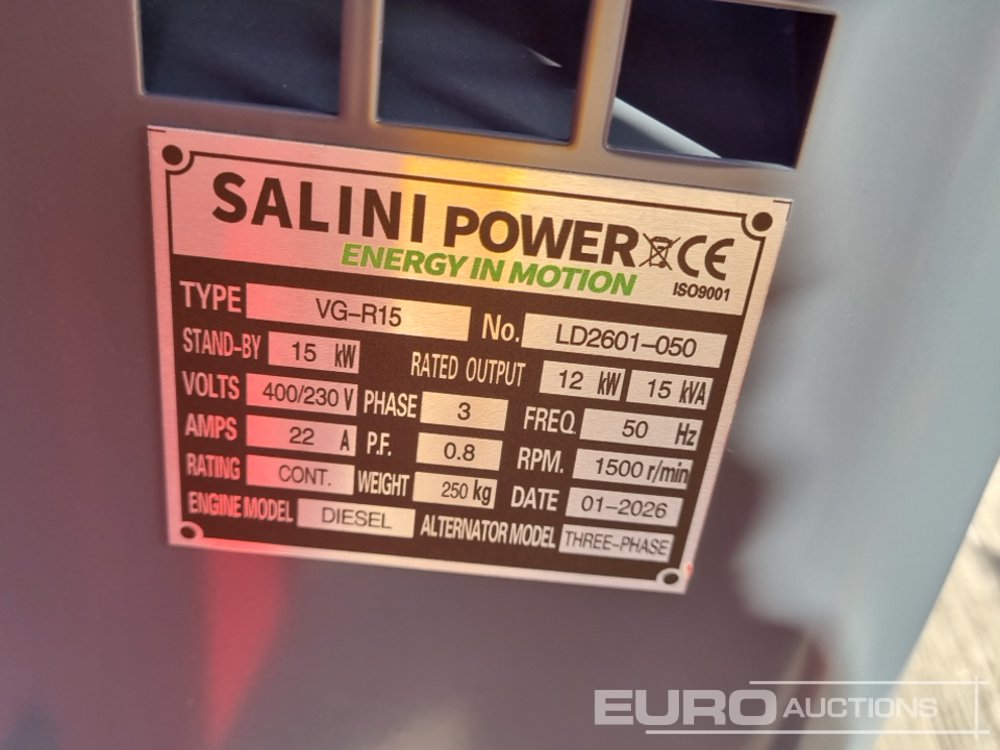 SALINI POWER CE
ENERGY IN MOTION
ISO9001
TYPE VG-R15 No. LD2601-050
STAND-BY 15 kW RATED OUTPUT 12 kW 15 kVA
VOLTS 400/230 V PHASE 3 FREQ. 50 Hz
AMPS 22 A P.F. 0.8 RPM. 1500 r/min
RATING CONT. WEIGHT 250 kg DATE 01-2026
ENGINE MODEL DIESEL ALTERNATOR MODEL THREE-PHASE
EURO AUCTIONS